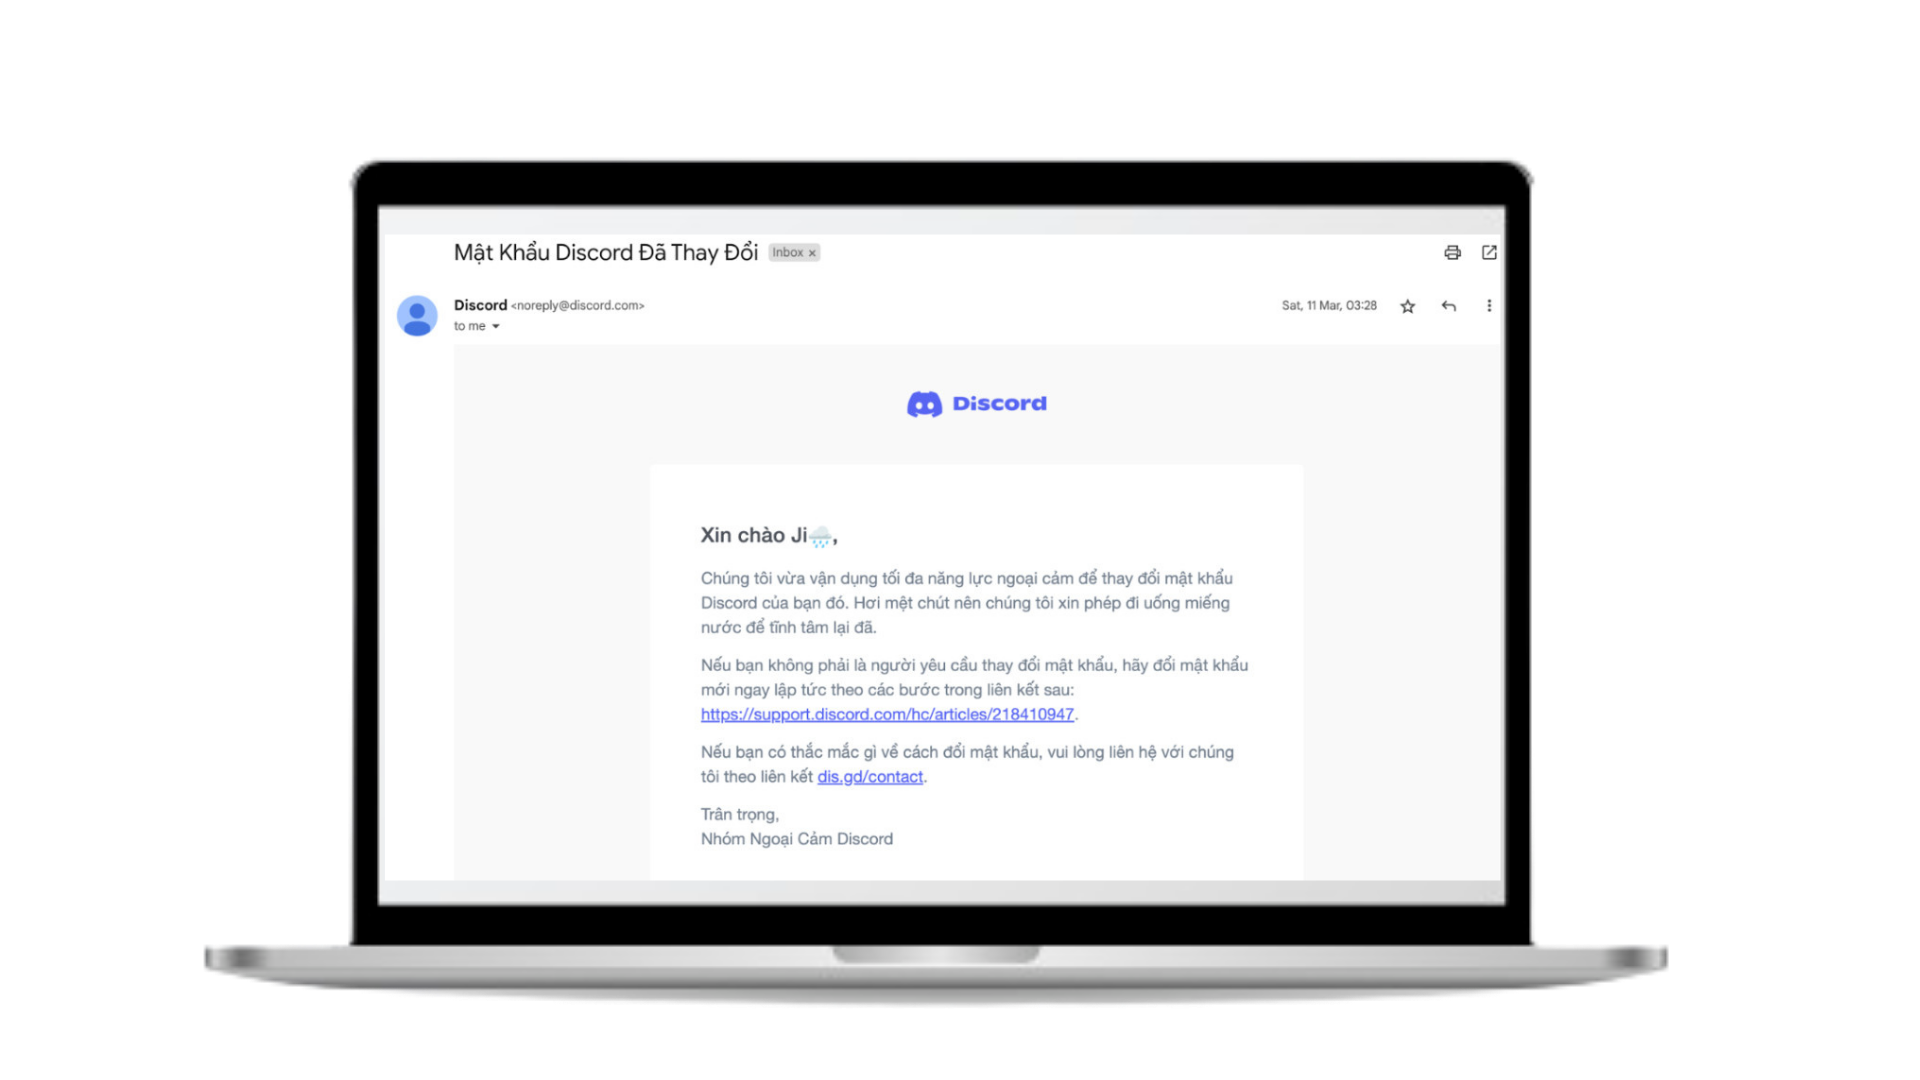 Mật Khẩu Discord Đã Thay Đổi Inbox x
Discord <noreply@discord.com> Sat, 11 Mar, 03:28
to me
Discord
Xin chào Ji🌧️,
Chúng tôi vừa vận dụng tối đa năng lực ngoại cảm để thay đổi mật khẩu
Discord của bạn đó. Hơi mệt chút nên chúng tôi xin phép đi uống miếng
nước để tĩnh tâm lại đã.
Nếu bạn không phải là người yêu cầu thay đổi mật khẩu, hãy đổi mật khẩu
mới ngay lập tức theo các bước trong liên kết sau:
https://support.discord.com/hc/articles/218410947.
Nếu bạn có thắc mắc gì về cách đổi mật khẩu, vui lòng liên hệ với chúng
tôi theo liên kết dis.gd/contact.
Trân trọng,
Nhóm Ngoại Cảm Discord